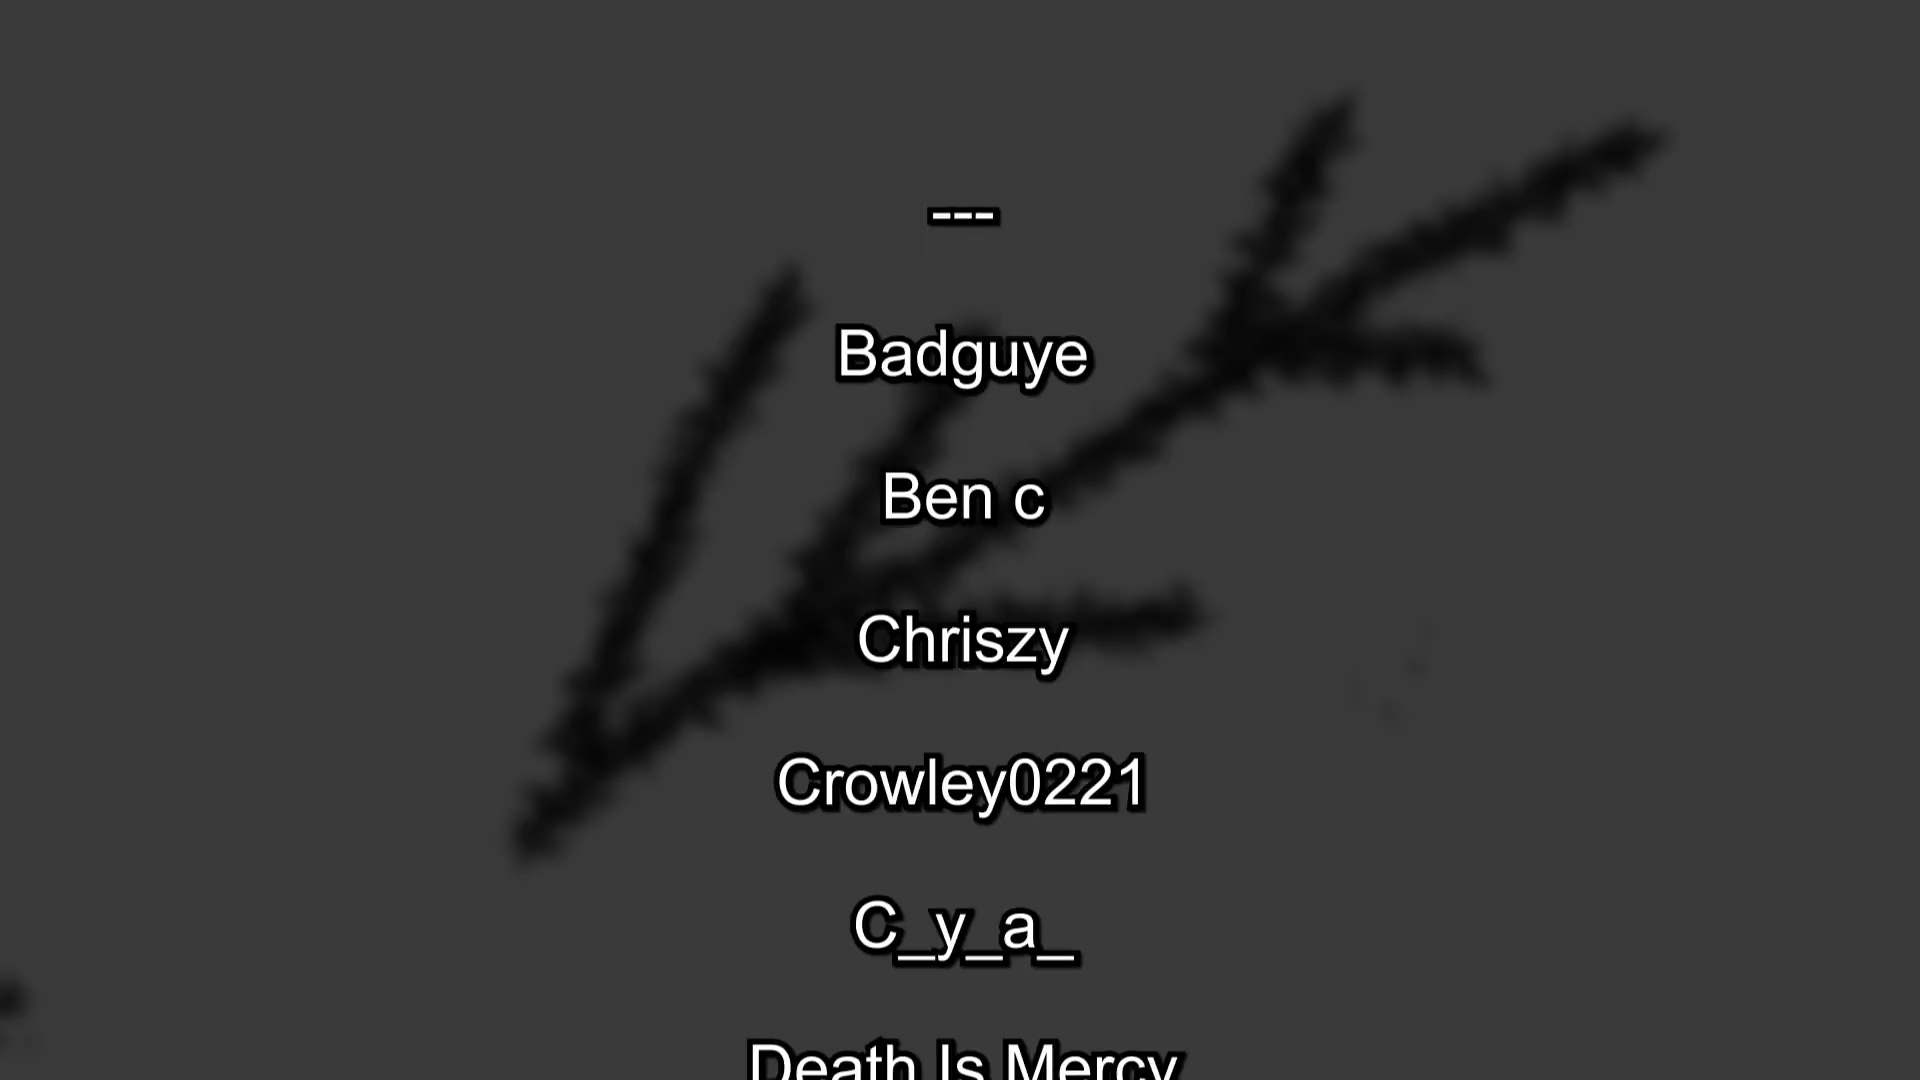 ---
Badguye
Ben c
Chriszy
Crowley0221
C_y_a_
Death Is Mercy